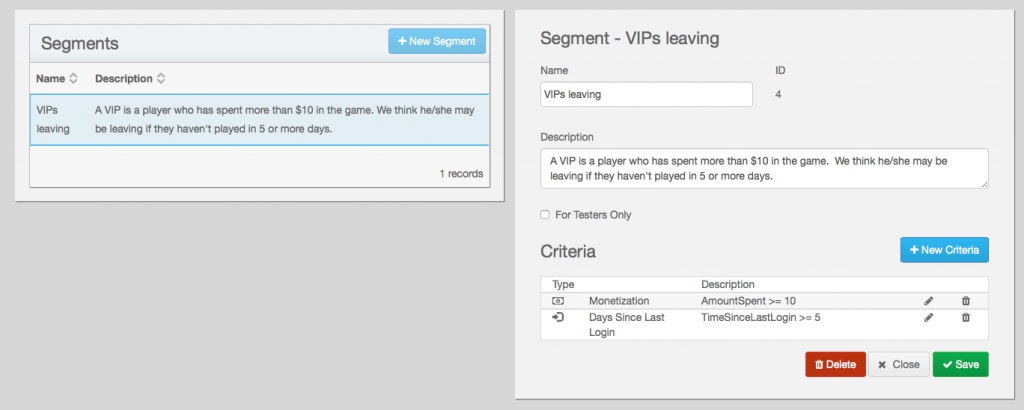 Segments
New Segment
Name Description
VIPs leaving
A VIP is a player who has spent more than $10 in the game. We think he/she may
be leaving if they haven't played in 5 or more days.
1 records
Segment - VIPs leaving
Name ID
VIPs leaving 4
Description
A VIP is a player who has spent more than $10 in the game.  We think he/she may be
leaving if they haven't played in 5 or more days.
For Testers Only
Criteria
New Criteria
Type Description
Monetization AmountSpent >= 10
Days Since Last TimeSinceLastLogin >= 5
Login
Delete Close Save